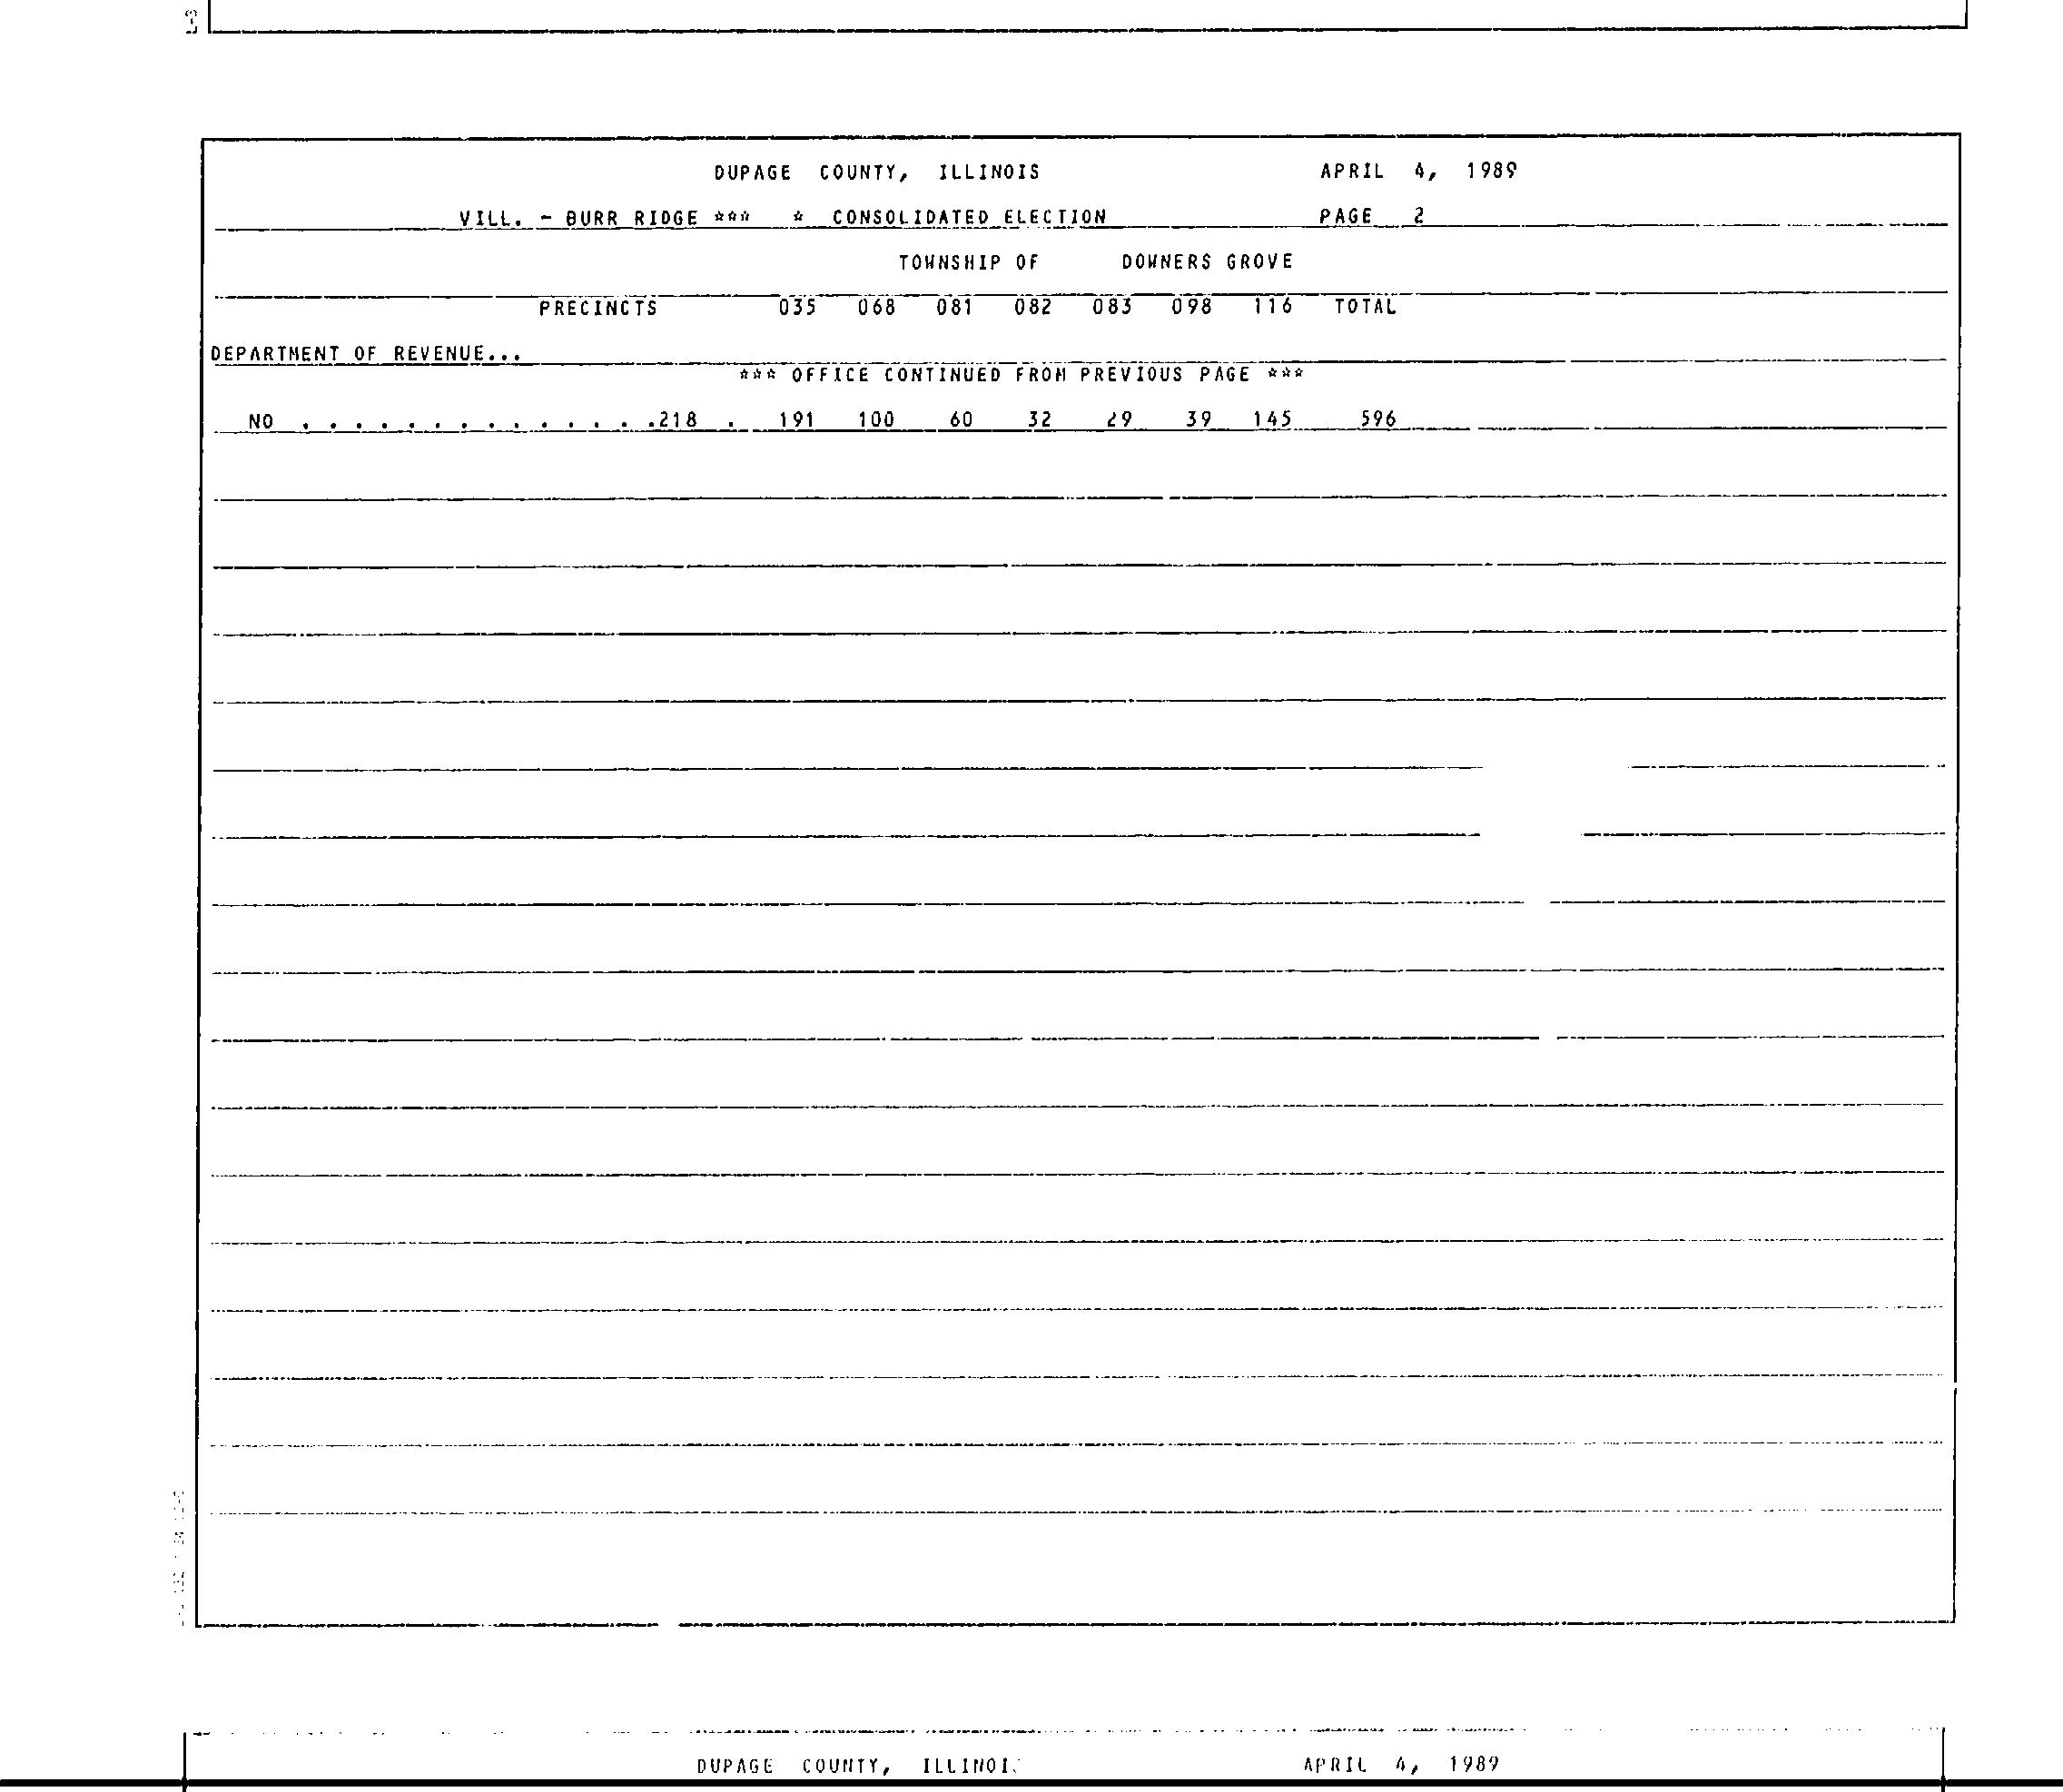 DUPAGE COUNTY, ILLINOIS APRIL 4, 1989
VILL. - BURR RIDGE *** * CONSOLIDATED ELECTION PAGE 2
TOWNSHIP OF DOWNERS GROVE
PRECINCTS 035 068 081 082 083 098 116 TOTAL
DEPARTMENT OF REVENUE...
*** OFFICE CONTINUED FROM PREVIOUS PAGE ***
NO . . . . . . . . . . . . . .218 . 191 100 60 32 29 39 145 596
DUPAGE COUNTY, ILLINOIS APRIL 4, 1989